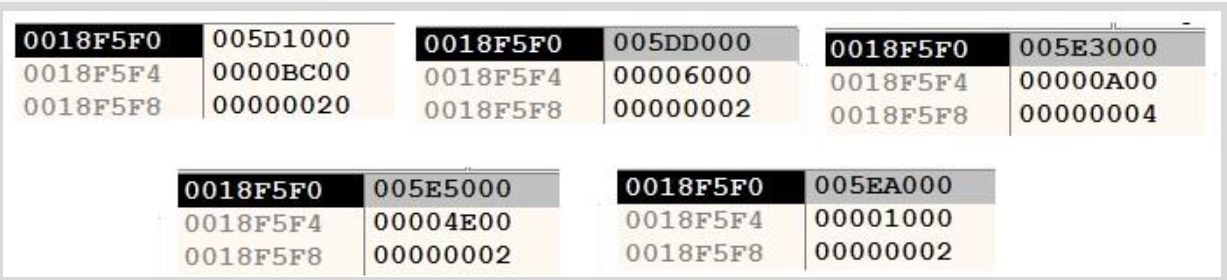 0018F5F0 005D1000
0018F5F4 0000BC00
0018F5F8 00000020
0018F5F0 005DD000
0018F5F4 00006000
0018F5F8 00000002
0018F5F0 005E3000
0018F5F4 00000A00
0018F5F8 00000004
0018F5F0 005E5000
0018F5F4 00004E00
0018F5F8 00000002
0018F5F0 005EA000
0018F5F4 00001000
0018F5F8 00000002